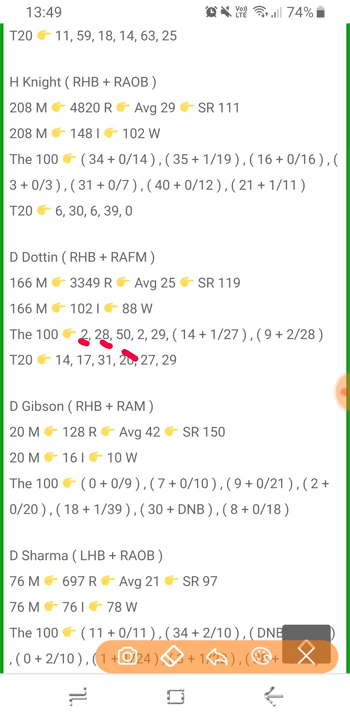 13:49 Vo)) LTE 74%
T20 👉 11, 59, 18, 14, 63, 25
H Knight ( RHB + RAOB )
208 M 👉 4820 R 👉 Avg 29 👉 SR 111
208 M 👉 148 I 👉 102 W
The 100 👉 ( 34 + 0/14 ) , ( 35 + 1/19 ) , ( 16 + 0/16 ) , (
3 + 0/3 ) , ( 31 + 0/7 ) , ( 40 + 0/12 ) , ( 21 + 1/11 )
T20 👉 6, 30, 6, 39, 0
D Dottin ( RHB + RAFM )
166 M 👉 3349 R 👉 Avg 25 👉 SR 119
166 M 👉 102 I 👉 88 W
The 100 👉 2, 28, 50, 2, 29, ( 14 + 1/27 ) , ( 9 + 2/28 )
T20 👉 14, 17, 31, 20, 27, 29
D Gibson ( RHB + RAM )
20 M 👉 128 R 👉 Avg 42 👉 SR 150
20 M 👉 16 I 👉 10 W
The 100 👉 ( 0 + 0/9 ) , ( 7 + 0/10 ) , ( 9 + 0/21 ) , ( 2 +
0/20 ) , ( 18 + 1/39 ) , ( 30 + DNB ) , ( 8 + 0/18 )
D Sharma ( LHB + RAOB )
76 M 👉 697 R 👉 Avg 21 👉 SR 97
76 M 👉 76 I 👉 78 W
The 100 👉 ( 11 + 0/11 ) , ( 34 + 2/10 ) , ( DNB )
, ( 0 + 2/10 ) , ( 1 + 1/24 )